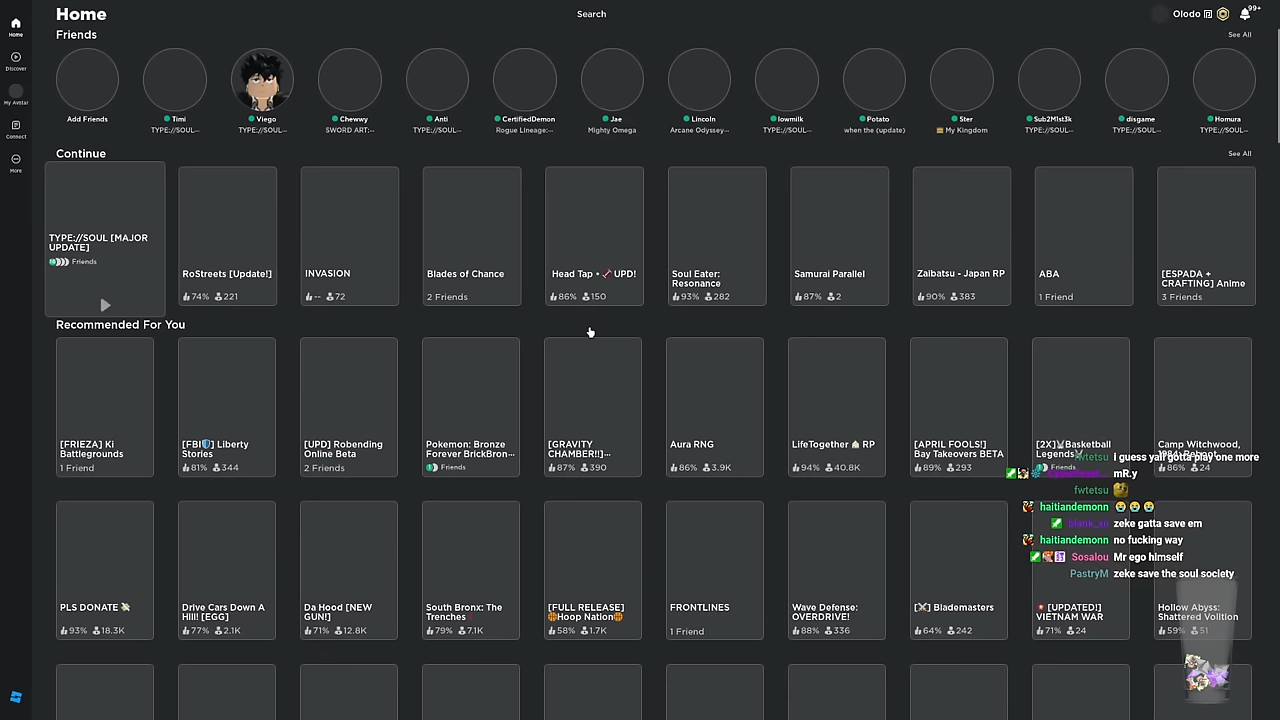 Home
Search
Olodo
99+
Home
Discover
My Avatar
Connect
More
Friends
See All
Add Friends
Timi
TYPE://SOUL...
Viego
TYPE://SOUL...
Chewwy
SWORD ART:...
Anti
TYPE://SOUL...
CertifiedDemon
Rogue Lineage:...
Jae
Mighty Omega
Lincoln
Arcane Odyssey...
lowmilk
TYPE://SOUL...
Potato
when the (update)
Ster
👑 My Kingdom
Sub2M1st3k
TYPE://SOUL...
disgame
TYPE://SOUL...
Homura
TYPE://SOUL...
Continue
See All
TYPE://SOUL [MAJOR
UPDATE]
Friends
RoStreets [Update!]
74% 221
INVASION
-- 72
Blades of Chance
2 Friends
Head Tap • UPD!
86% 150
Soul Eater:
Resonance
93% 282
Samurai Parallel
87% 2
Zaibatsu - Japan RP
90% 383
ABA
1 Friend
[ESPADA +
CRAFTING] Anime
3 Friends
Recommended For You
[FRIEZA] Ki
Battlegrounds
1 Friend
[FBI🛡️] Liberty
Stories
81% 344
[UPD] Robending
Online Beta
2 Friends
Pokemon: Bronze
Forever BrickBron...
Friends
[GRAVITY
CHAMBER!!]...
87% 390
Aura RNG
86% 3.9K
LifeTogether 🏠 RP
94% 40.8K
[APRIL FOOLS!]
Bay Takeovers BETA
89% 293
[2X]⚔️Basketball
Legends⚔️
Friends
Camp Witchwood,
86% 24
PLS DONATE 💸
93% 18.3K
Drive Cars Down A
Hill! [EGG]
77% 2.1K
Da Hood [NEW
GUN!]
71% 12.8K
South Bronx: The
Trenches
79% 7.1K
[FULL RELEASE]
🏀Hoop Nation🏀
58% 1.7K
FRONTLINES
1 Friend
Wave Defense:
OVERDRIVE!
88% 336
[⚔️] Blademasters
64% 242
💥[UPDATED!]
VIETNAM WAR
71% 24
Hollow Abyss:
Shattered Volition
59% 51
fwtetsu i guess yall gotta play one more
mR.y
fwtetsu
haitiandemonn 😭😭😭
zeke gatta save em
haitiandemonn no fucking way
Sosalou Mr ego himself
PastryM zeke save the soul society